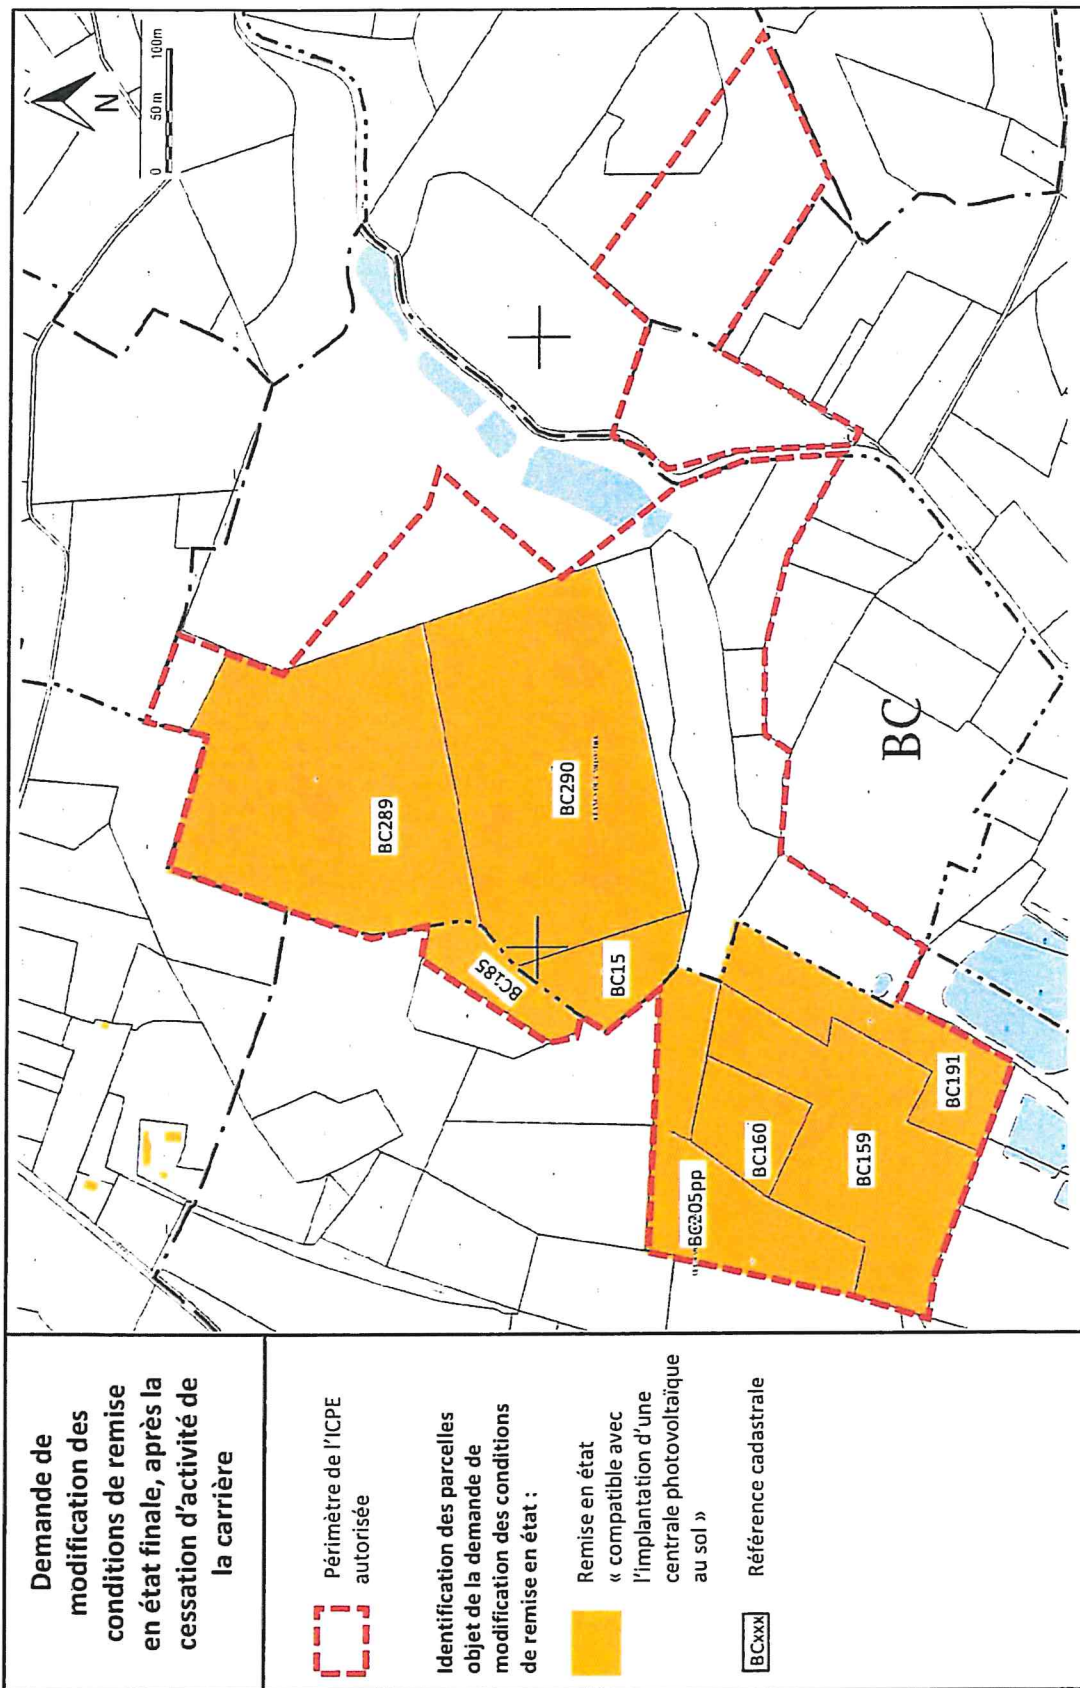 Demande de
modification des
conditions de remise
en état finale, après la
cessation d'activité de
la carrière
Périmètre de l'ICPE
autorisée
Identification des parcelles
objet de la demande de
modification des conditions
de remise en état :
Remise en état
« compatible avec
l'implantation d'une
centrale photovoltaïque
au sol »
BCxxx
Référence cadastrale
N
0 50 m 100m
BC289
BC290
BC185
BC15
BC205pp
BC160
BC159
BC191
BC